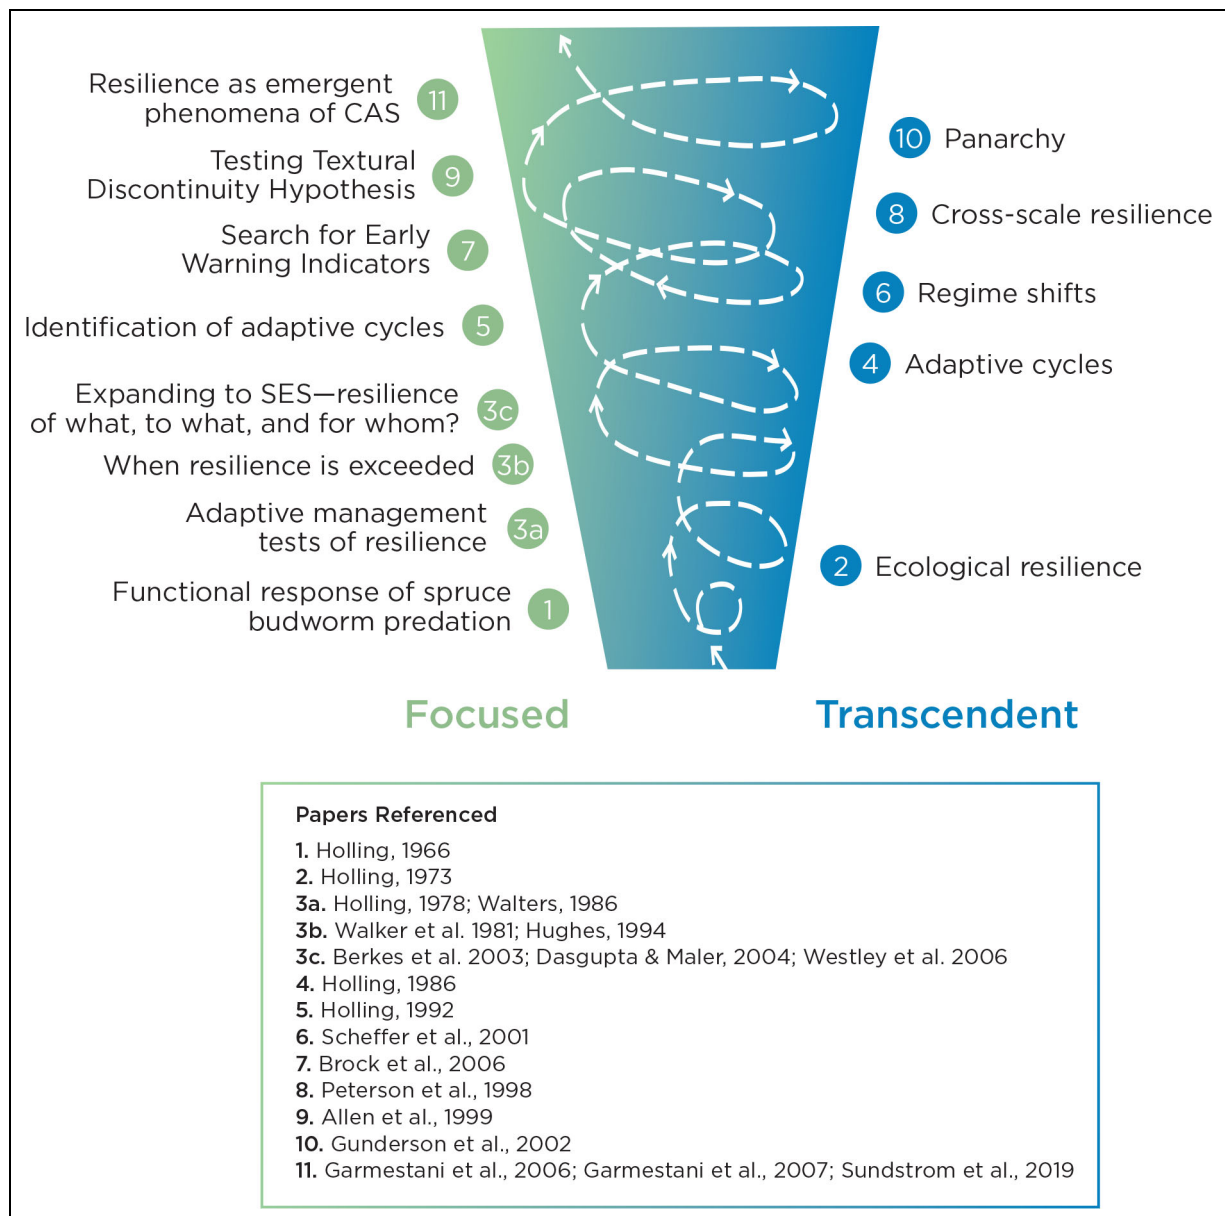 Resilience as emergent
phenomena of CAS
11
Testing Textural
Discontinuity Hypothesis
9
Search for Early
Warning Indicators
7
Identification of adaptive cycles
5
Expanding to SES—resilience
of what, to what, and for whom?
3c
When resilience is exceeded
3b
Adaptive management
tests of resilience
3a
Functional response of spruce
budworm predation
1
10 Panarchy
8 Cross-scale resilience
6 Regime shifts
4 Adaptive cycles
2 Ecological resilience
Focused
Transcendent
Papers Referenced
1. Holling, 1966
2. Holling, 1973
3a. Holling, 1978; Walters, 1986
3b. Walker et al. 1981; Hughes, 1994
3c. Berkes et al. 2003; Dasgupta & Maler, 2004; Westley et al. 2006
4. Holling, 1986
5. Holling, 1992
6. Scheffer et al., 2001
7. Brock et al., 2006
8. Peterson et al., 1998
9. Allen et al., 1999
10. Gunderson et al., 2002
11. Garmestani et al., 2006; Garmestani et al., 2007; Sundstrom et al., 2019